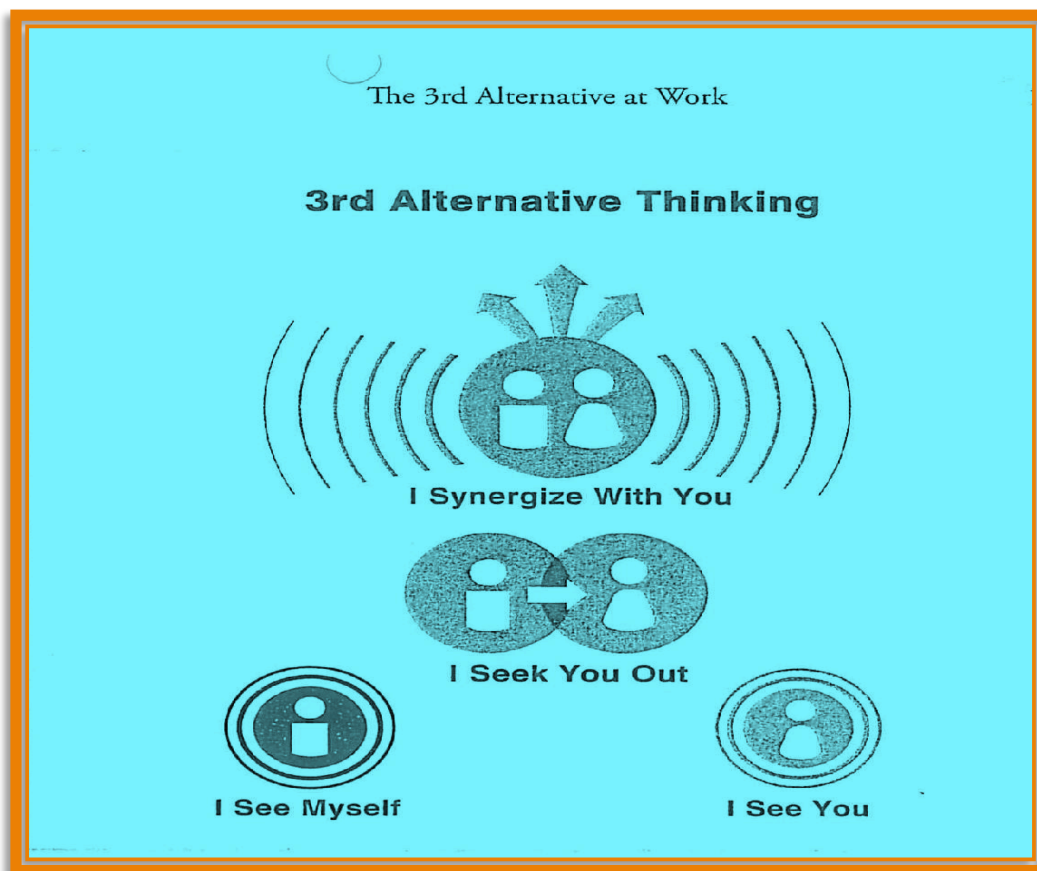 The 3rd Alternative at Work
3rd Alternative Thinking
I Synergize With You
I Seek You Out
I See Myself
I See You